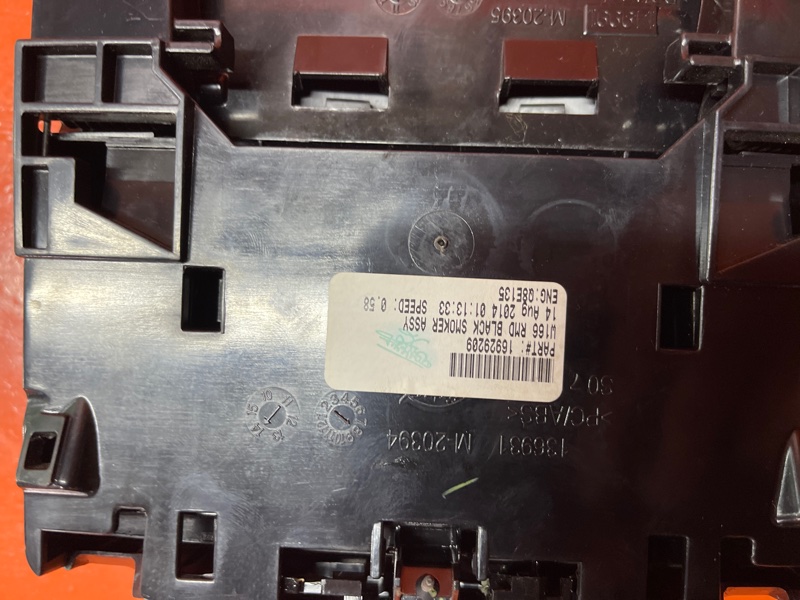 M-20395
PART#: 16929209
W166 RMD BLACK SMOKER ASSY
14 Aug 2014 01:13:33 SPEED: 0.58
ENG:Q8E135
S07
>PC/ABS<
136931 M-20394